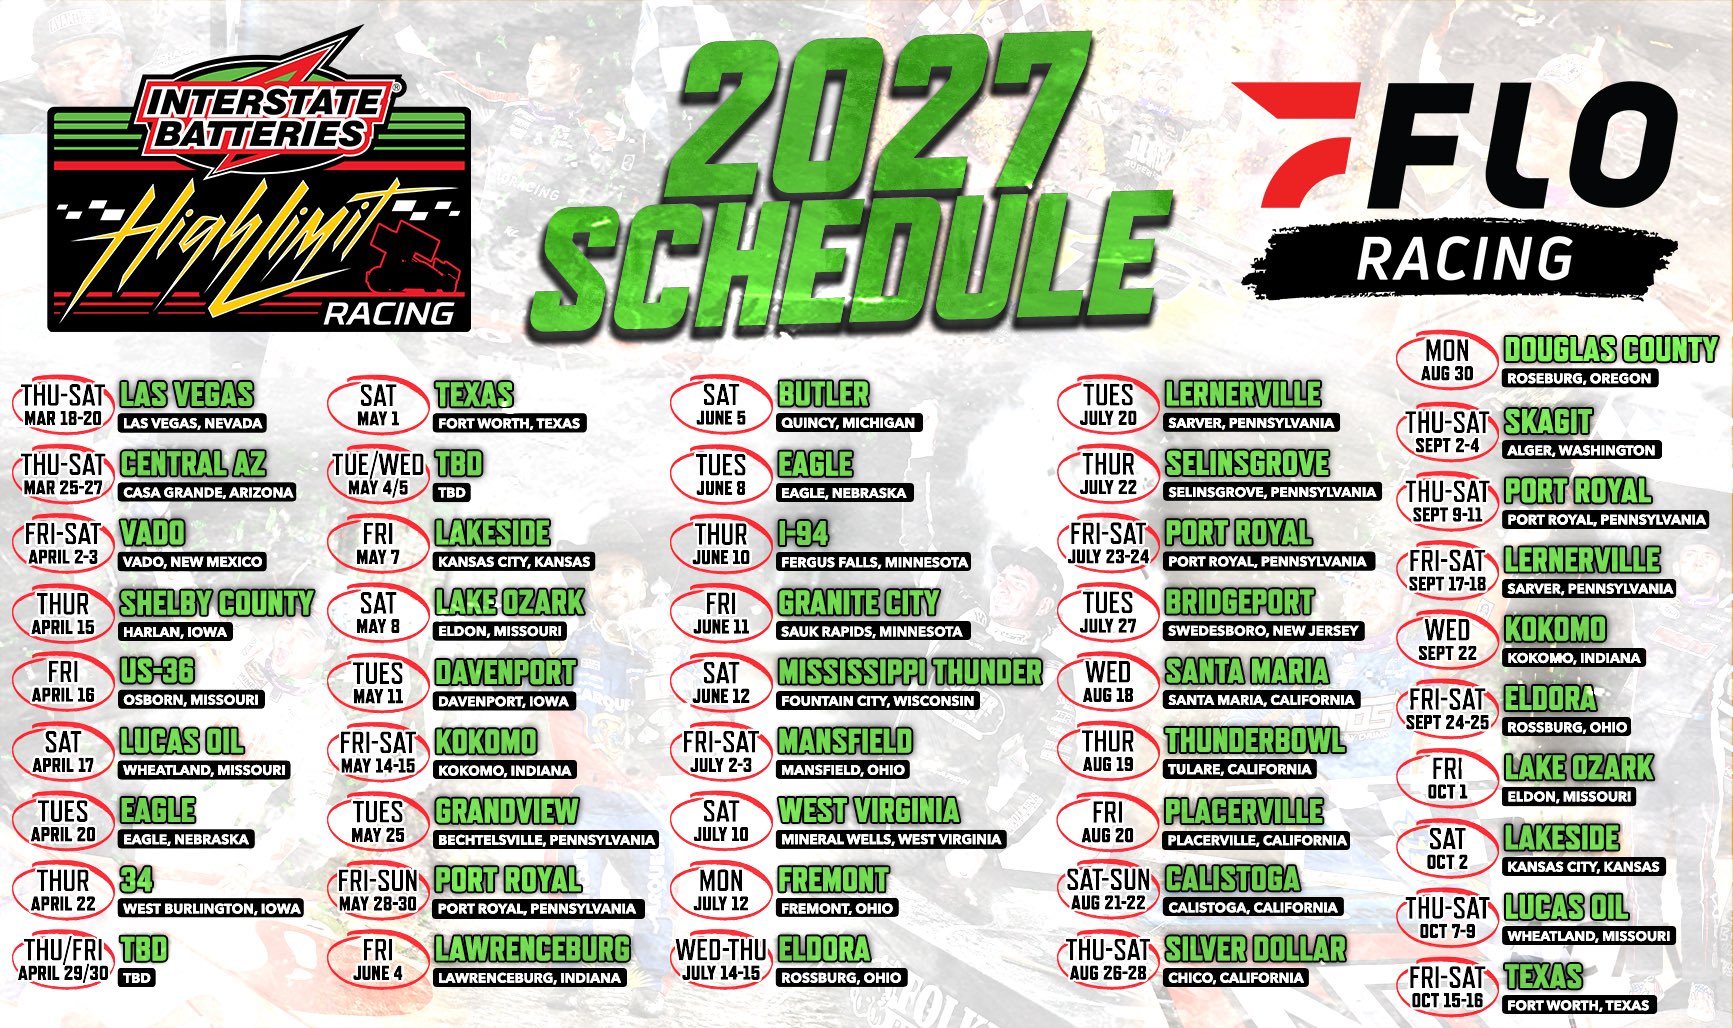 INTERSTATE
BATTERIES®
High Limit
RACING
2027
SCHEDULE
FLO
RACING
THU-SAT
MAR 18-20
LAS VEGAS
LAS VEGAS, NEVADA
THU-SAT
MAR 25-27
CENTRAL AZ
CASA GRANDE, ARIZONA
FRI-SAT
APRIL 2-3
VADO
VADO, NEW MEXICO
THUR
APRIL 15
SHELBY COUNTY
HARLAN, IOWA
FRI
APRIL 16
US-36
OSBORN, MISSOURI
SAT
APRIL 17
LUCAS OIL
WHEATLAND, MISSOURI
TUES
APRIL 20
EAGLE
EAGLE, NEBRASKA
THUR
APRIL 22
34
WEST BURLINGTON, IOWA
THU/FRI
APRIL 29/30
TBD
TBD
SAT
MAY 1
TEXAS
FORT WORTH, TEXAS
TUE/WED
MAY 4/5
TBD
TBD
FRI
MAY 7
LAKESIDE
KANSAS CITY, KANSAS
SAT
MAY 8
LAKE OZARK
ELDON, MISSOURI
TUES
MAY 11
DAVENPORT
DAVENPORT, IOWA
FRI-SAT
MAY 14-15
KOKOMO
KOKOMO, INDIANA
TUES
MAY 25
GRANDVIEW
BECHTELSVILLE, PENNSYLVANIA
FRI-SUN
MAY 28-30
PORT ROYAL
PORT ROYAL, PENNSYLVANIA
FRI
JUNE 4
LAWRENCEBURG
LAWRENCEBURG, INDIANA
SAT
JUNE 5
BUTLER
QUINCY, MICHIGAN
TUES
JUNE 8
EAGLE
EAGLE, NEBRASKA
THUR
JUNE 10
I-94
FERGUS FALLS, MINNESOTA
FRI
JUNE 11
GRANITE CITY
SAUK RAPIDS, MINNESOTA
SAT
JUNE 12
MISSISSIPPI THUNDER
FOUNTAIN CITY, WISCONSIN
FRI-SAT
JULY 2-3
MANSFIELD
MANSFIELD, OHIO
SAT
JULY 10
WEST VIRGINIA
MINERAL WELLS, WEST VIRGINIA
MON
JULY 12
FREMONT
FREMONT, OHIO
WED-THU
JULY 14-15
ELDORA
ROSSBURG, OHIO
TUES
JULY 20
LERNERVILLE
SARVER, PENNSYLVANIA
THUR
JULY 22
SELINSGROVE
SELINSGROVE, PENNSYLVANIA
FRI-SAT
JULY 23-24
PORT ROYAL
PORT ROYAL, PENNSYLVANIA
TUES
JULY 27
BRIDGEPORT
SWEDESBORO, NEW JERSEY
WED
AUG 18
SANTA MARIA
SANTA MARIA, CALIFORNIA
THUR
AUG 19
THUNDERBOWL
TULARE, CALIFORNIA
FRI
AUG 20
PLACERVILLE
PLACERVILLE, CALIFORNIA
SAT-SUN
AUG 21-22
CALISTOGA
CALISTOGA, CALIFORNIA
THU-SAT
AUG 26-28
SILVER DOLLAR
CHICO, CALIFORNIA
MON
AUG 30
DOUGLAS COUNTY
ROSEBURG, OREGON
THU-SAT
SEPT 2-4
SKAGIT
ALGER, WASHINGTON
THU-SAT
SEPT 9-11
PORT ROYAL
PORT ROYAL, PENNSYLVANIA
FRI-SAT
SEPT 17-18
LERNERVILLE
SARVER, PENNSYLVANIA
WED
SEPT 22
KOKOMO
KOKOMO, INDIANA
FRI-SAT
SEPT 24-25
ELDORA
ROSSBURG, OHIO
FRI
OCT 1
LAKE OZARK
ELDON, MISSOURI
SAT
OCT 2
LAKESIDE
KANSAS CITY, KANSAS
THU-SAT
OCT 7-9
LUCAS OIL
WHEATLAND, MISSOURI
FRI-SAT
OCT 15-16
TEXAS
FORT WORTH, TEXAS